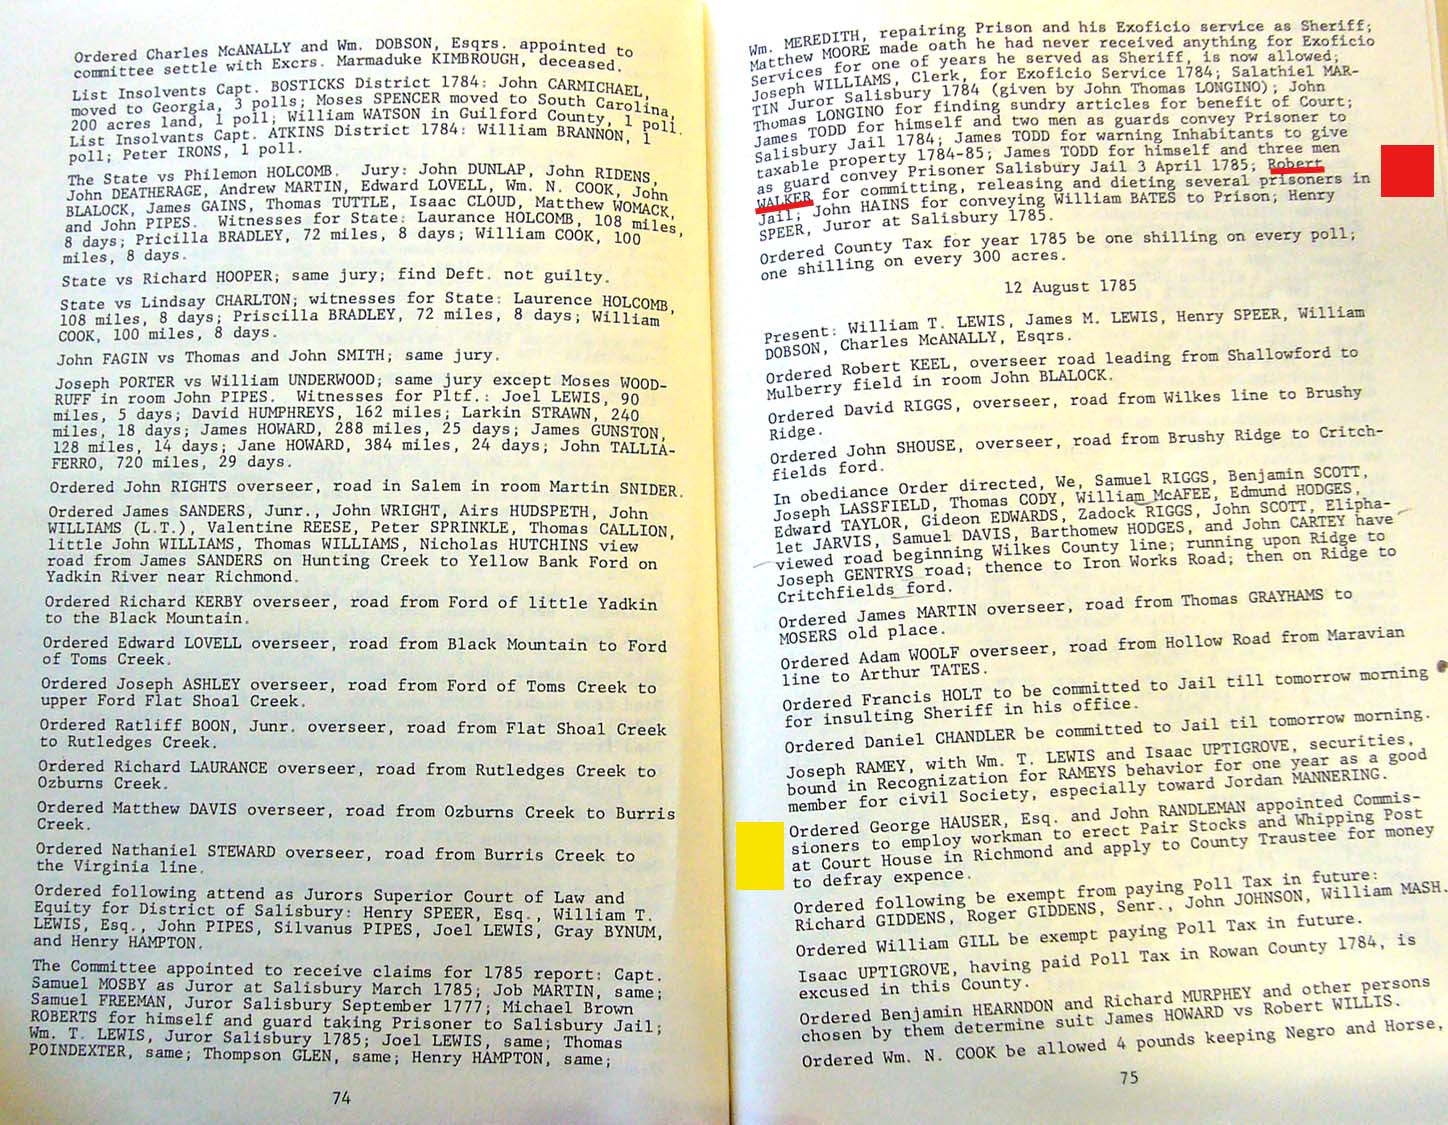 Ordered Charles McANALLY and Wm. DOBSON, Esqrs. appointed to
committee settle with Excrs. Marmaduke KIMBROUGH, deceased.
List Insolvents Capt. BOSTICKS District 1784: John CARMICHAEL,
moved to Georgia, 3 polls; Moses SPENCER moved to South Carolina,
200 acres land, 1 poll; William WATSON in Guilford County, 1 poll.
List Insolvants Capt. ATKINS District 1784: William BRANNON, 1
poll; Peter IRONS, 1 poll.
The State vs Philemon HOLCOMB. Jury: John DUNLAP, John RIDENS,
John DEATHERAGE, Andrew MARTIN, Edward LOVELL, Wm. N. COOK, John
BLALOCK, James GAINS, Thomas TUTTLE, Isaac CLOUD, Matthew WOMACK,
and John PIPES. Witnesses for State: Laurance HOLCOMB, 108 miles,
8 days; Pricilla BRADLEY, 72 miles, 8 days; William COOK, 100
miles, 8 days.
State vs Richard HOOPER; same jury; find Deft. not guilty.
State vs Lindsay CHARLTON; witnesses for State: Laurence HOLCOMB,
108 miles, 8 days; Priscilla BRADLEY, 72 miles, 8 days; William
COOK, 100 miles, 8 days.
John FAGIN vs Thomas and John SMITH; same jury.
Joseph PORTER vs William UNDERWOOD; same jury except Moses WOOD-
RUFF in room John PIPES. Witnesses for Pltf.: Joel LEWIS, 90
miles, 5 days; David HUMPHREYS, 162 miles; Larkin STRAWN, 240
miles, 18 days; James HOWARD, 288 miles, 25 days; James GUNSTON,
128 miles, 14 days; Jane HOWARD, 384 miles, 24 days; John TALLIA-
FERRO, 720 miles, 29 days.
Ordered John RIGHTS overseer, road in Salem in room Martin SNIDER.
Ordered James SANDERS, Junr., John WRIGHT, Airs HUDSPETH, John
WILLIAMS (L.T.), Valentine REESE, Peter SPRINKLE, Thomas CALLION,
little John WILLIAMS, Thomas WILLIAMS, Nicholas HUTCHINS view
road from James SANDERS on Hunting Creek to Yellow Bank Ford on
Yadkin River near Richmond.
Ordered Richard KERBY overseer, road from Ford of little Yadkin
to the Black Mountain.
Ordered Edward LOVELL overseer, road from Black Mountain to Ford
of Toms Creek.
Ordered Joseph ASHLEY overseer, road from Ford of Toms Creek to
upper Ford Flat Shoal Creek.
Ordered Ratliff BOON, Junr. overseer, road from Flat Shoal Creek
to Rutledges Creek.
Ordered Richard LAURANCE overseer, road from Rutledges Creek to
Ozburns Creek.
Ordered Matthew DAVIS overseer, road from Ozburns Creek to Burris
Creek.
Ordered Nathaniel STEWARD overseer, road from Burris Creek to
the Virginia line.
Ordered following attend as Jurors Superior Court of Law and
Equity for District of Salisbury: Henry SPEER, Esq., William T.
LEWIS, Esq., John PIPES, Silvanus PIPES, Joel LEWIS, Gray BYNUM,
and Henry HAMPTON.
The Committee appointed to receive claims for 1785 report: Capt.
Samuel MOSBY as Juror at Salisbury March 1785; Job MARTIN, same;
Samuel FREEMAN, Juror Salisbury September 1777; Michael Brown
ROBERTS for himself and guard taking Prisoner to Salisbury Jail;
Wm. T. LEWIS, Juror Salisbury 1785; Joel LEWIS, same; Thomas
POINDEXTER, same; Thompson GLEN, same; Henry HAMPTON, same;
74
Wm. MEREDITH, repairing Prison and his Exoficio service as Sheriff;
Matthew MOORE made oath he had never received anything for Exoficio
Services for one of years he served as Sheriff, is now allowed;
Joseph WILLIAMS, Clerk, for Exoficio Service 1784; Salathiel MAR-
TIN Juror Salisbury 1784 (given by John Thomas LONGINO); John
Thomas LONGINO for finding sundry articles for benefit of Court;
James TODD for himself and two men as guards convey Prisoner to
Salisbury Jail 1784; James TODD for warning Inhabitants to give
taxable property 1784-85; James TODD for himself and three men
as guard convey Prisoner Salisbury Jail 3 April 1785; Robert
WALKER for committing, releasing and dieting several prisoners in
Jail; John HAINS for conveying William BATES to Prison; Henry
SPEER, Juror at Salisbury 1785.
Ordered County Tax for year 1785 be one shilling on every poll;
one shilling on every 300 acres.
12 August 1785
Present: William T. LEWIS, James M. LEWIS, Henry SPEER, William
DOBSON, Charles McANALLY, Esqrs.
Ordered Robert KEEL, overseer road leading from Shallowford to
Mulberry field in room John BLALOCK.
Ordered David RIGGS, overseer, road from Wilkes line to Brushy
Ridge.
Ordered John SHOUSE, overseer, road from Brushy Ridge to Critch-
fields ford.
In obediance Order directed, We, Samuel RIGGS, Benjamin SCOTT,
Joseph LASSFIELD, Thomas CODY, William McAFEE, Edmund HODGES,
Edward TAYLOR, Gideon EDWARDS, Zadock RIGGS, John SCOTT, Elipha-
let JARVIS, Samuel DAVIS, Barthomew HODGES, and John CARTEY have
viewed road beginning Wilkes County line; running upon Ridge to
Joseph GENTRYS road; thence to Iron Works Road; then on Ridge to
Critchfields ford.
Ordered James MARTIN overseer, road from Thomas GRAYHAMS to
MOSERS old place.
Ordered Adam WOOLF overseer, road from Hollow Road from Maravian
line to Arthur TATES.
Ordered Francis HOLT to be committed to Jail till tomorrow morning
for insulting Sheriff in his office.
Ordered Daniel CHANDLER be committed to Jail til tomorrow morning.
Joseph RAMEY, with Wm. T. LEWIS and Isaac UPTIGROVE, securities,
bound in Recognization for RAMEYS behavior for one year as a good
member for civil Society, especially toward Jordan MANNERING.
Ordered George HAUSER, Esq. and John RANDLEMAN appointed Commis-
sioners to employ workman to erect Pair Stocks and Whipping Post
at Court House in Richmond and apply to County Traustee for money
to defray expence.
Ordered following be exempt from paying Poll Tax in future:
Richard GIDDENS, Roger GIDDENS, Senr., John JOHNSON, William MASH.
Ordered William GILL be exempt paying Poll Tax in future.
Isaac UPTIGROVE, having paid Poll Tax in Rowan County 1784, is
excused in this County.
Ordered Benjamin HEARNDON and Richard MURPHEY and other persons
chosen by them determine suit James HOWARD vs Robert WILLIS.
Ordered Wm. N. COOK be allowed 4 pounds keeping Negro and Horse,
75